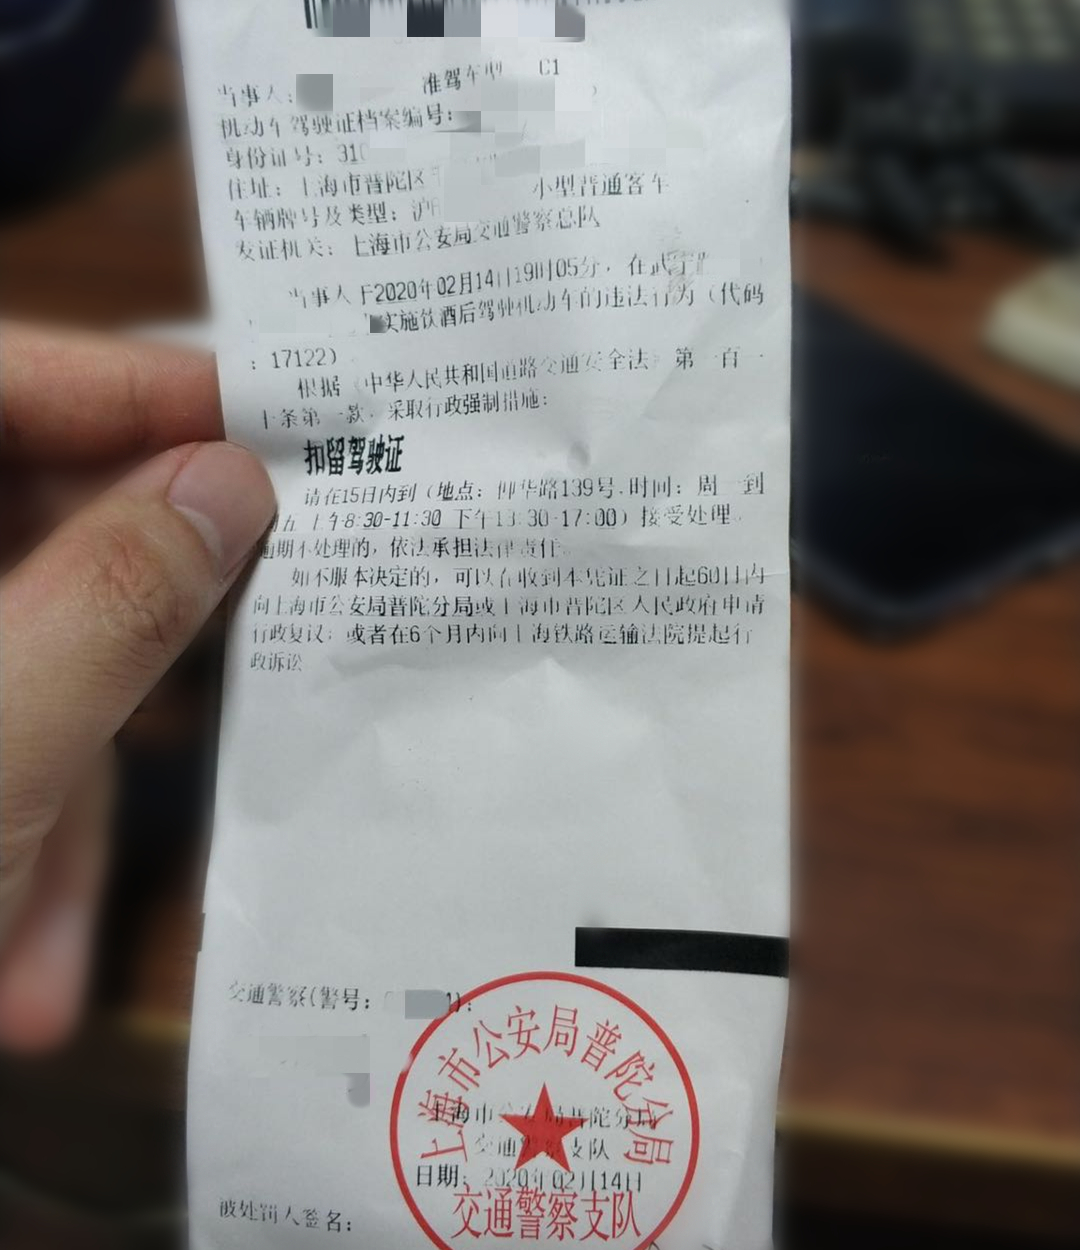 当事人: 准驾车型 C1
机动车驾驶证档案编号:
身份证号: 310
住址: 上海市普陀区
车辆牌号及类型: 沪 小型普通客车
发证机关: 上海市公安局交通警察总队
当事人于2020年02月14日19时05分, 在武宁
实施饮酒后驾驶机动车的违法行为 (代码
: 17122)
根据《中华人民共和国道路交通安全法》第一百一
十条第一款, 采取行政强制措施:
扣留驾驶证
请在15日内到 (地点: 华路139号, 时间: 周一到
周五 上午8:30-11:30 下午13:30-17:00) 接受处理。
逾期不处理的, 依法承担法律责任。
如不服本决定的, 可以在收到本凭证之日起60日内
向上海市公安局普陀分局或上海市普陀区人民政府申请
行政复议; 或者在6个月内向上海铁路运输法院提起行
政诉讼
交通警察(警号: 1):
上海市公安局普陀分局
上海市公安局普陀分局
交通警察支队
日期: 2020年02月14日
交通警察支队
被处罚人签名: